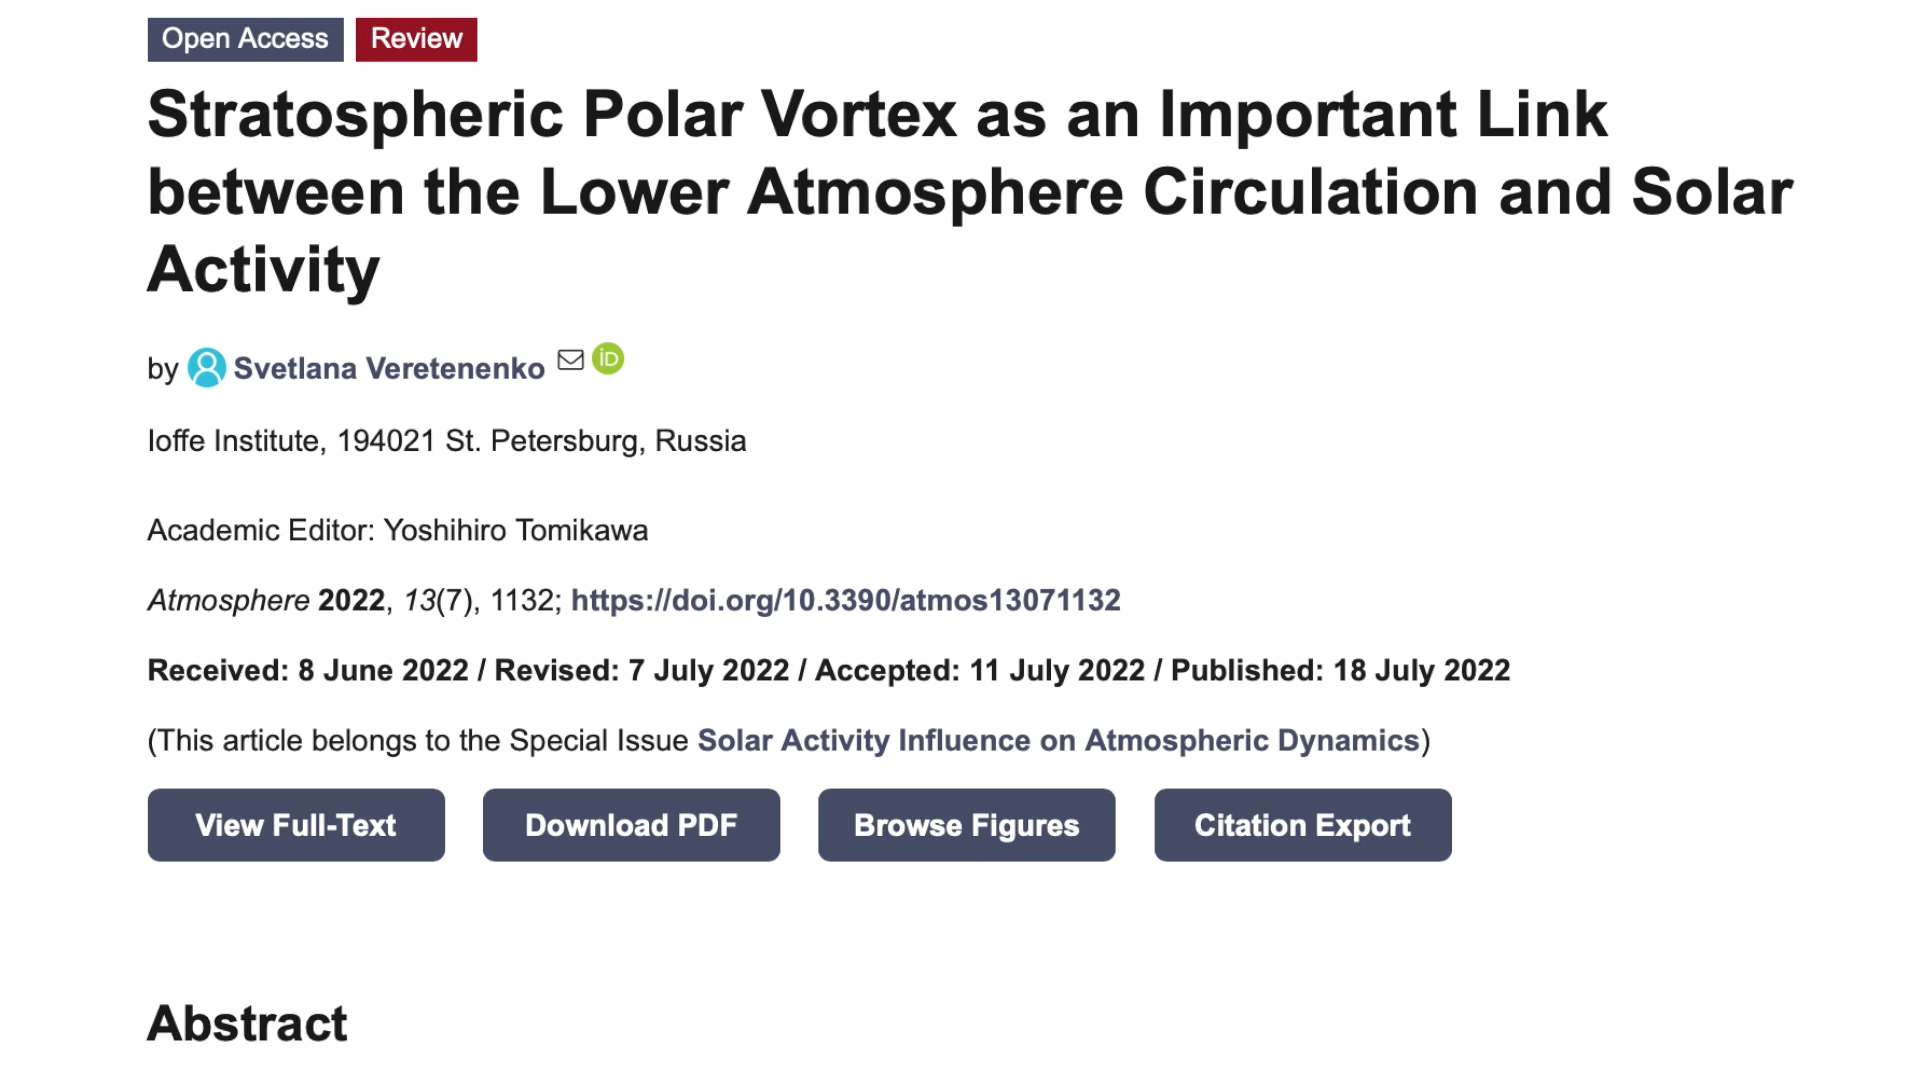 Open Access Review
Stratospheric Polar Vortex as an Important Link
between the Lower Atmosphere Circulation and Solar
Activity
by Svetlana Veretenenko iD
Ioffe Institute, 194021 St. Petersburg, Russia
Academic Editor: Yoshihiro Tomikawa
Atmosphere 2022, 13(7), 1132; https://doi.org/10.3390/atmos13071132
Received: 8 June 2022 / Revised: 7 July 2022 / Accepted: 11 July 2022 / Published: 18 July 2022
(This article belongs to the Special Issue Solar Activity Influence on Atmospheric Dynamics)
View Full-Text Download PDF Browse Figures Citation Export
Abstract